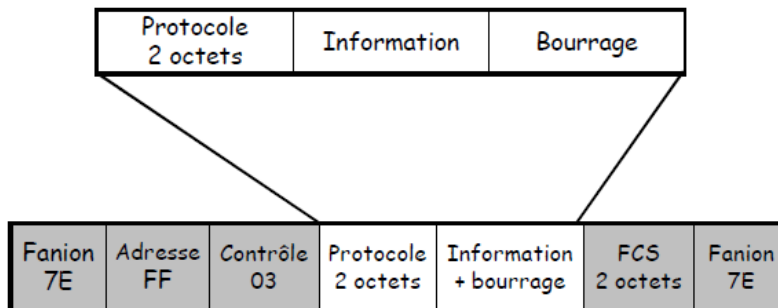 Protocole
2 octets
Information
Bourrage
Fanion
7E
Adresse
FF
Contrôle
03
Protocole
2 octets
Information
+ bourrage
FCS
2 octets
Fanion
7E